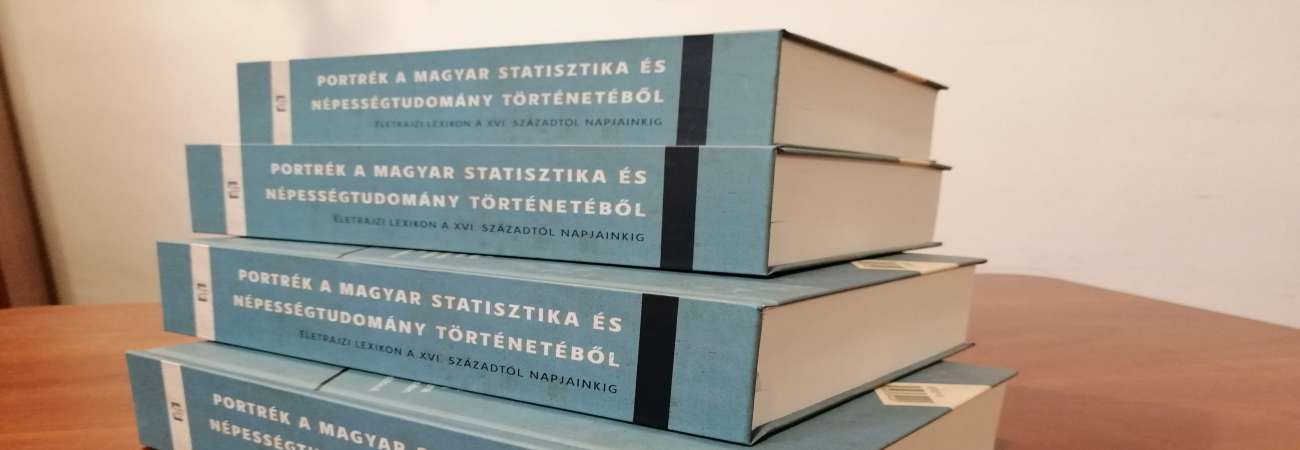 PORTRÉK A MAGYAR STATISZTIKA ÉS
NÉPESSÉGTUDOMÁNY TÖRTÉNETÉBŐL
ÉLETRAJZI LEXIKON A XVI. SZÁZADTÓL NAPJAINKIG
PORTRÉK A MAGYAR STATISZTIKA ÉS
NÉPESSÉGTUDOMÁNY TÖRTÉNETÉBŐL
ÉLETRAJZI LEXIKON A XVI. SZÁZADTÓL NAPJAINKIG
PORTRÉK A MAGYAR STATISZTIKA ÉS
NÉPESSÉGTUDOMÁNY TÖRTÉNETÉBŐL
ÉLETRAJZI LEXIKON A XVI. SZÁZADTÓL NAPJAINKIG
PORTRÉK A MAGYAR